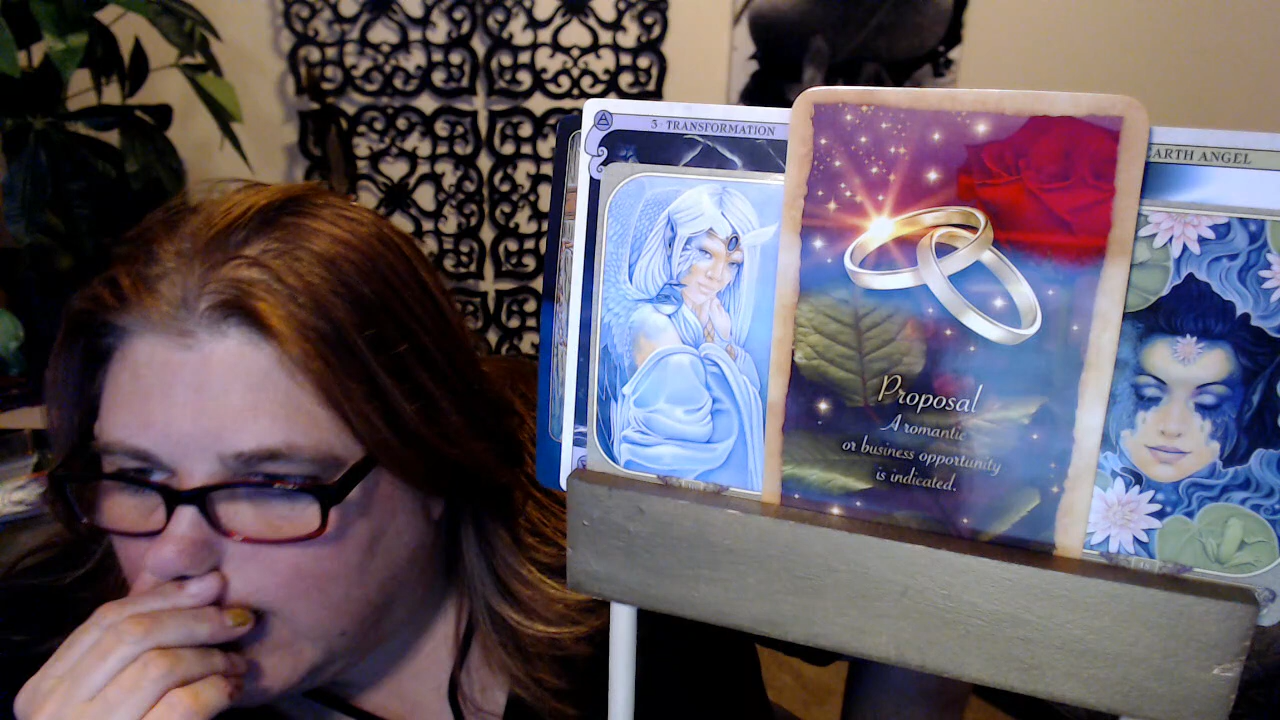 3 - TRANSFORMATION
EARTH ANGEL
Proposal
A romantic
or business opportunity
is indicated.